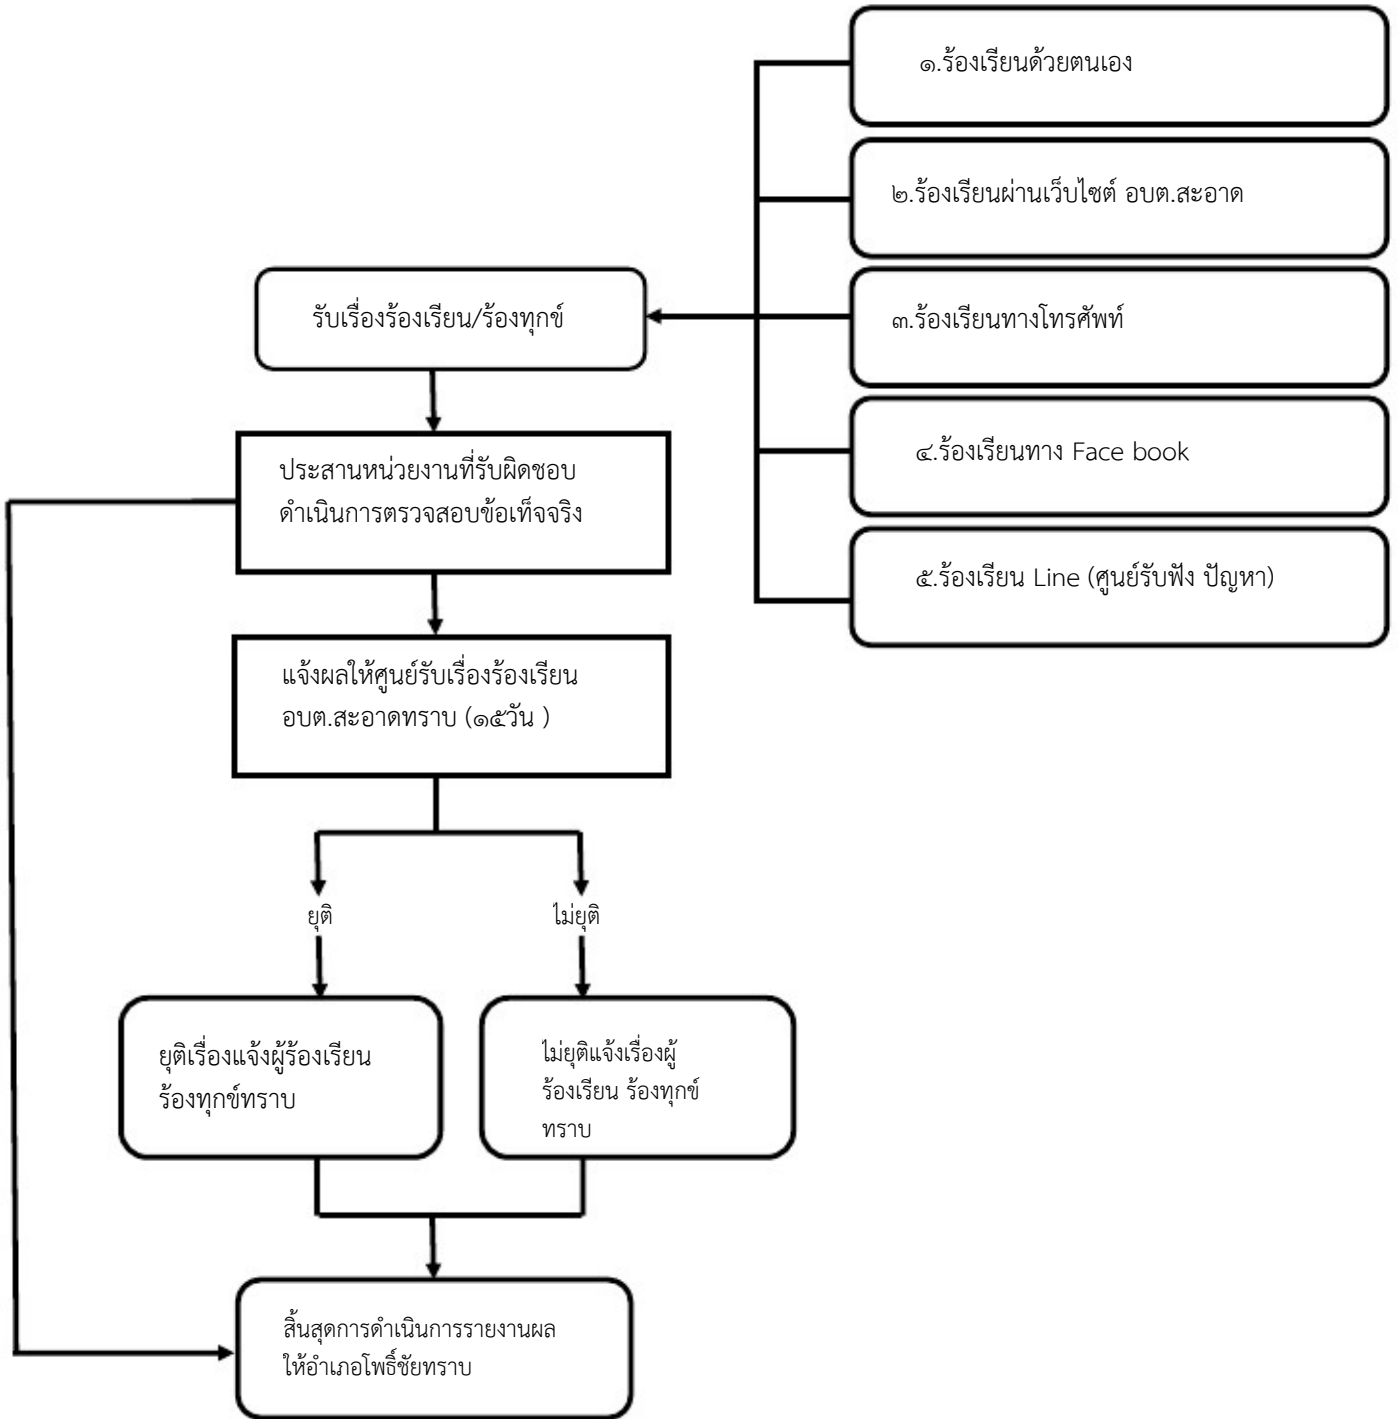 ๑.ร้องเรียนด้วยตนเอง
๒.ร้องเรียนผ่านเว็บไซต์ อบต.สะอาด
รับเรื่องร้องเรียน/ร้องทุกข์
๓.ร้องเรียนทางโทรศัพท์
๔.ร้องเรียนทาง Face book
๕.ร้องเรียน Line (ศูนย์รับฟัง ปัญหา)
ประสานหน่วยงานที่รับผิดชอบ
ดำเนินการตรวจสอบข้อเท็จจริง
แจ้งผลให้ศูนย์รับเรื่องร้องเรียน
อบต.สะอาดทราบ (๑๕วัน )
ยุติ
ไม่ยุติ
ยุติเรื่องแจ้งผู้ร้องเรียน
ร้องทุกข์ทราบ
ไม่ยุติแจ้งเรื่องผู้
ร้องเรียน ร้องทุกข์
ทราบ
สิ้นสุดการดำเนินการรายงานผล
ให้อำเภอโพธิ์ชัยทราบ